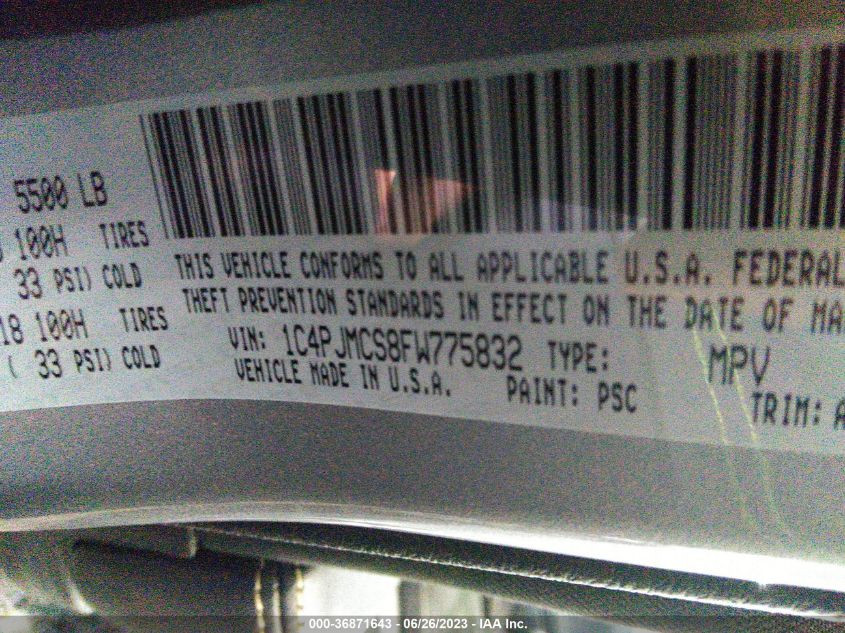 5500 LB
100H TIRES
33 PSI) COLD
18 100H TIRES
( 33 PSI) COLD
THIS VEHICLE CONFORMS TO ALL APPLICABLE U.S.A. FEDERAL
THEFT PREVENTION STANDARDS IN EFFECT ON THE DATE OF MA
VIN: 1C4PJMCS8FW775832 TYPE: MPV
VEHICLE MADE IN U.S.A. PAINT: PSC TRIM: A
000-36871643 - 06/26/2023 - IAA Inc.